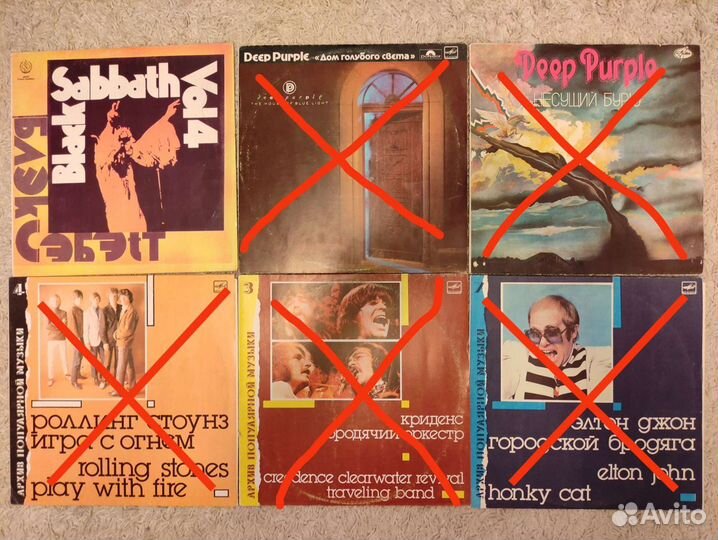 Black
Sabbath
Vol 4
БЛЭК
СЭБЭТ
Deep Purple «Дом голубого света»
deep purple
THE HOUSE OF BLUE LIGHT
Deep Purple
НЕСУЩИЙ БУРЮ
4
АРХИВ ПОПУЛЯРНОЙ МУЗЫКИ
РОЛЛИНГ СТОУНЗ
ИГРА С ОГНЕМ
rolling stones
play with fire
3
АРХИВ ПОПУЛЯРНОЙ МУЗЫКИ
КРИДЕНС
БРОДЯЧИЙ ОРКЕСТР
creedence clearwater revival
traveling band
АРХИВ ПОПУЛЯРНОЙ МУЗЫКИ
ЭЛТОН ДЖОН
ГОРОДСКОЙ БРОДЯГА
elton john
honky cat
Avito